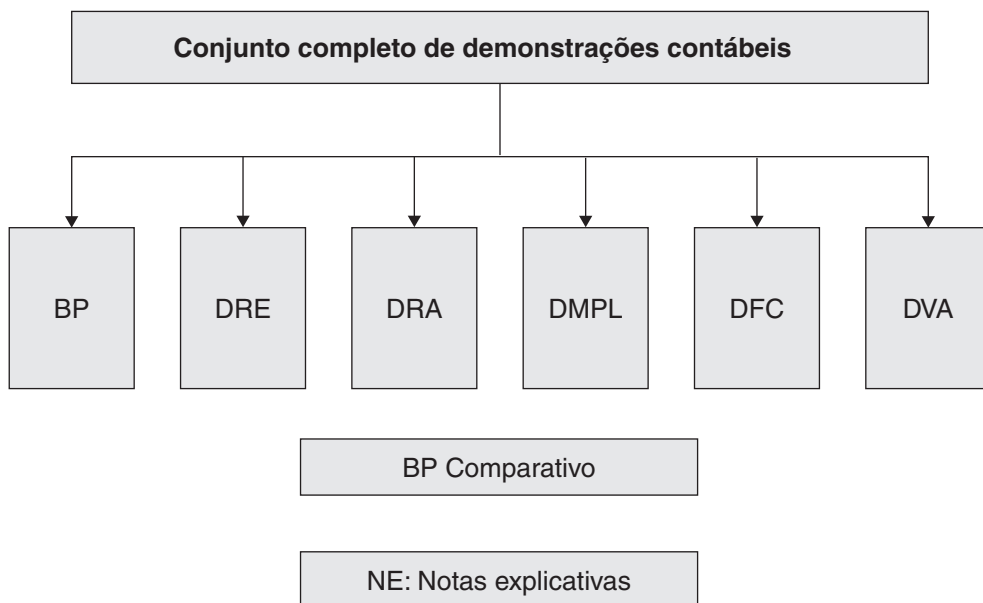 Conjunto completo de demonstrações contábeis
BP
DRE
DRA
DMPL
DFC
DVA
BP Comparativo
NE: Notas explicativas